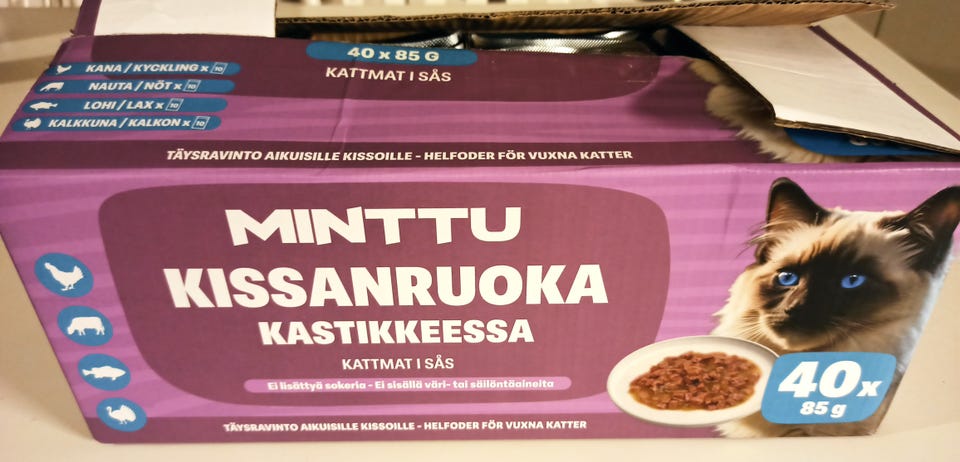 40 x 85 G
KATTMAT I SÅS
KANA / KYCKLING x 10
NAUTA / NÖT x 10
LOHI / LAX x 10
KALKKUNA / KALKON x 10
TÄYSRAVINTO AIKUISILLE KISSOILLE - HELFODER FÖR VUXNA KATTER
MINTTU
KISSANRUOKA
KASTIKKEESSA
KATTMAT I SÅS
Ei lisättyä sokeria - Ei sisällä väri- tai säilöntäaineita
40x
85 g
TÄYSRAVINTO AIKUISILLE KISSOILLE - HELFODER FÖR VUXNA KATTER